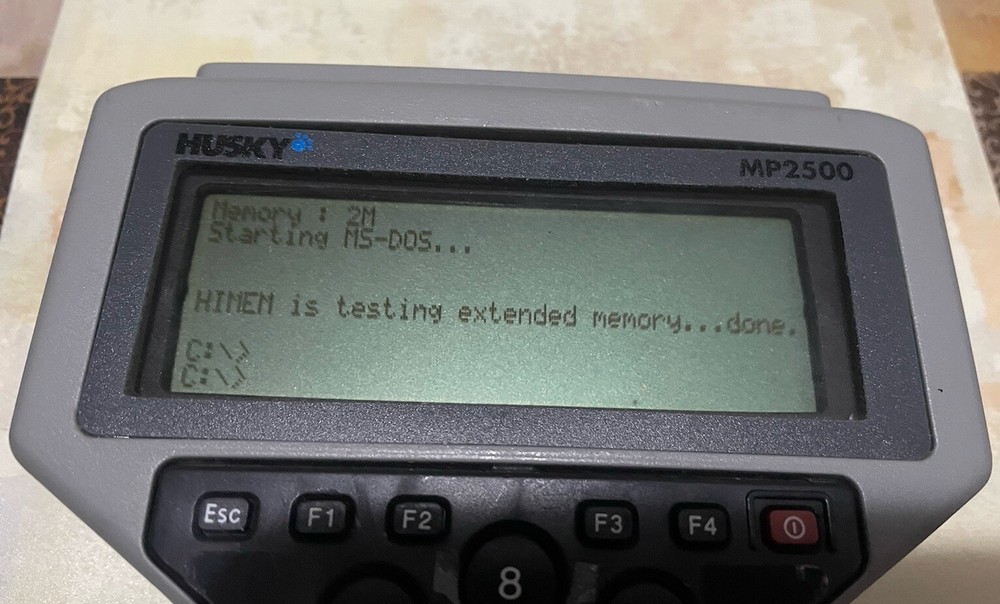 HUSKY
MP2500
Memory : 2M
Starting MS-DOS...
HIMEM is testing extended memory...done.
C:\>
C:\>
Esc F1 F2 F3 F4
8